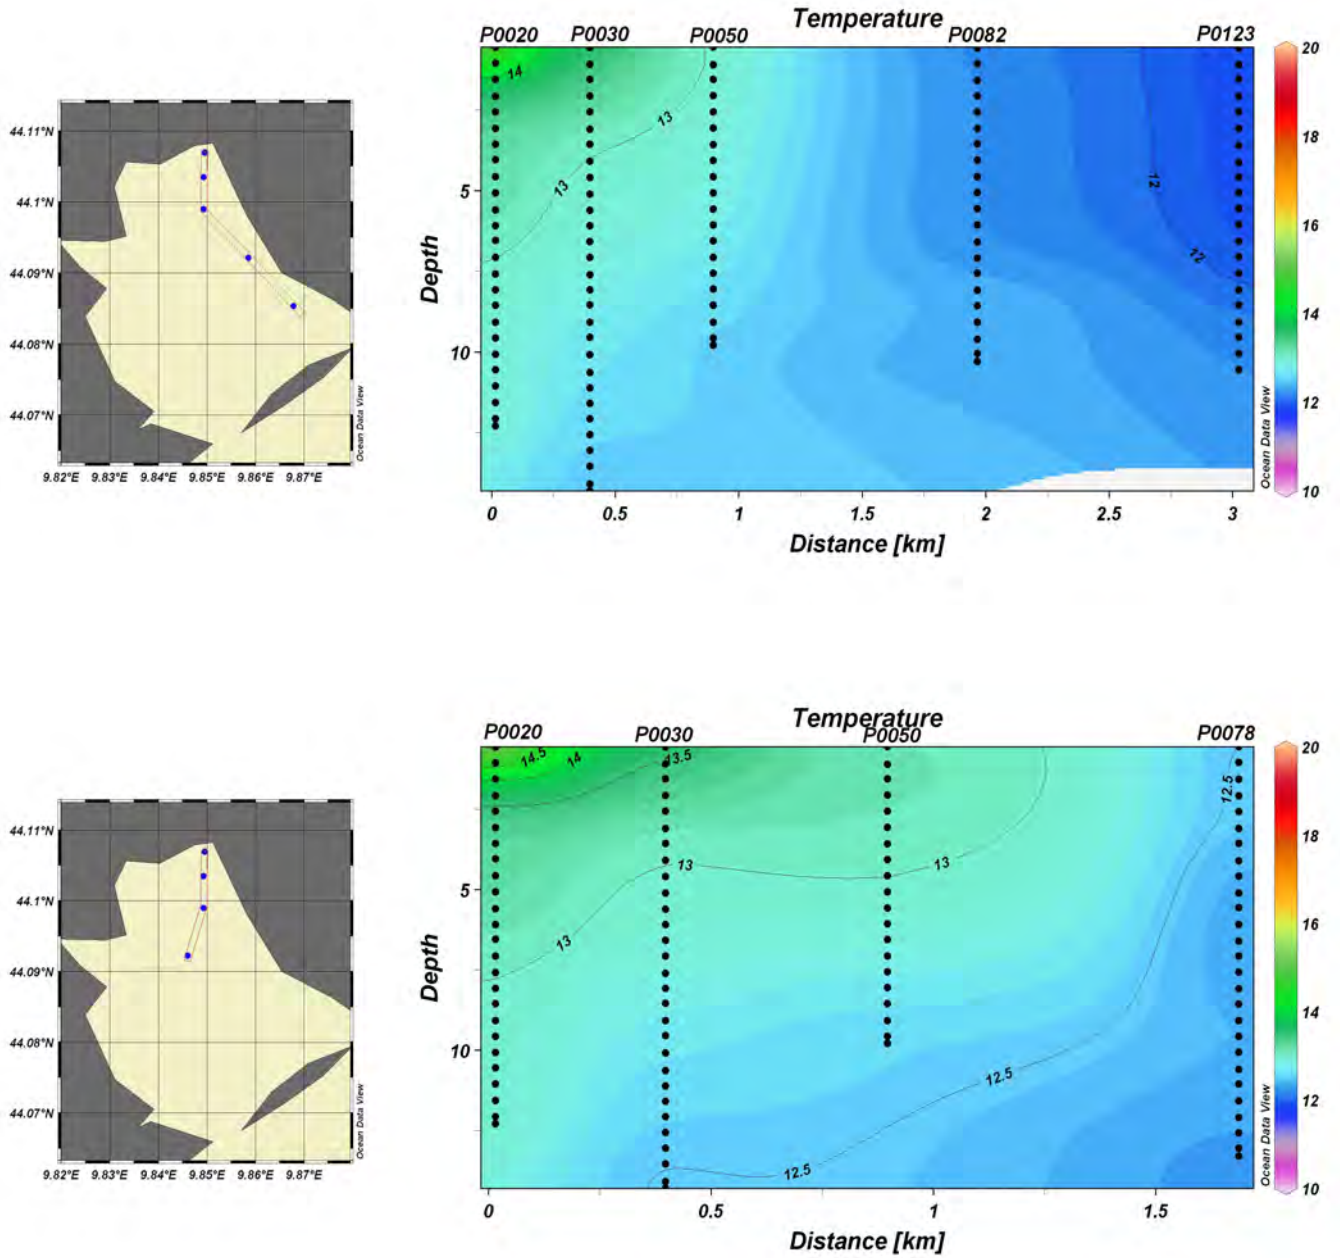 Temperature
P0020 P0030 P0050 P0082 P0123
14
13
13
12
12
5
10
Depth
0 0.5 1 1.5 2 2.5 3
Distance [km]
20
18
16
14
12
10
Ocean Data View
44.11°N
44.1°N
44.09°N
44.08°N
44.07°N
9.82°E 9.83°E 9.84°E 9.85°E 9.86°E 9.87°E
Ocean Data View
Temperature
P0020 P0030 P0050 P0078
14.5 14 13.5
12.5
13 13
13
12.5
12.5
5
10
Depth
0 0.5 1 1.5
Distance [km]
20
18
16
14
12
10
Ocean Data View
44.11°N
44.1°N
44.09°N
44.08°N
44.07°N
9.82°E 9.83°E 9.84°E 9.85°E 9.86°E 9.87°E
Ocean Data View